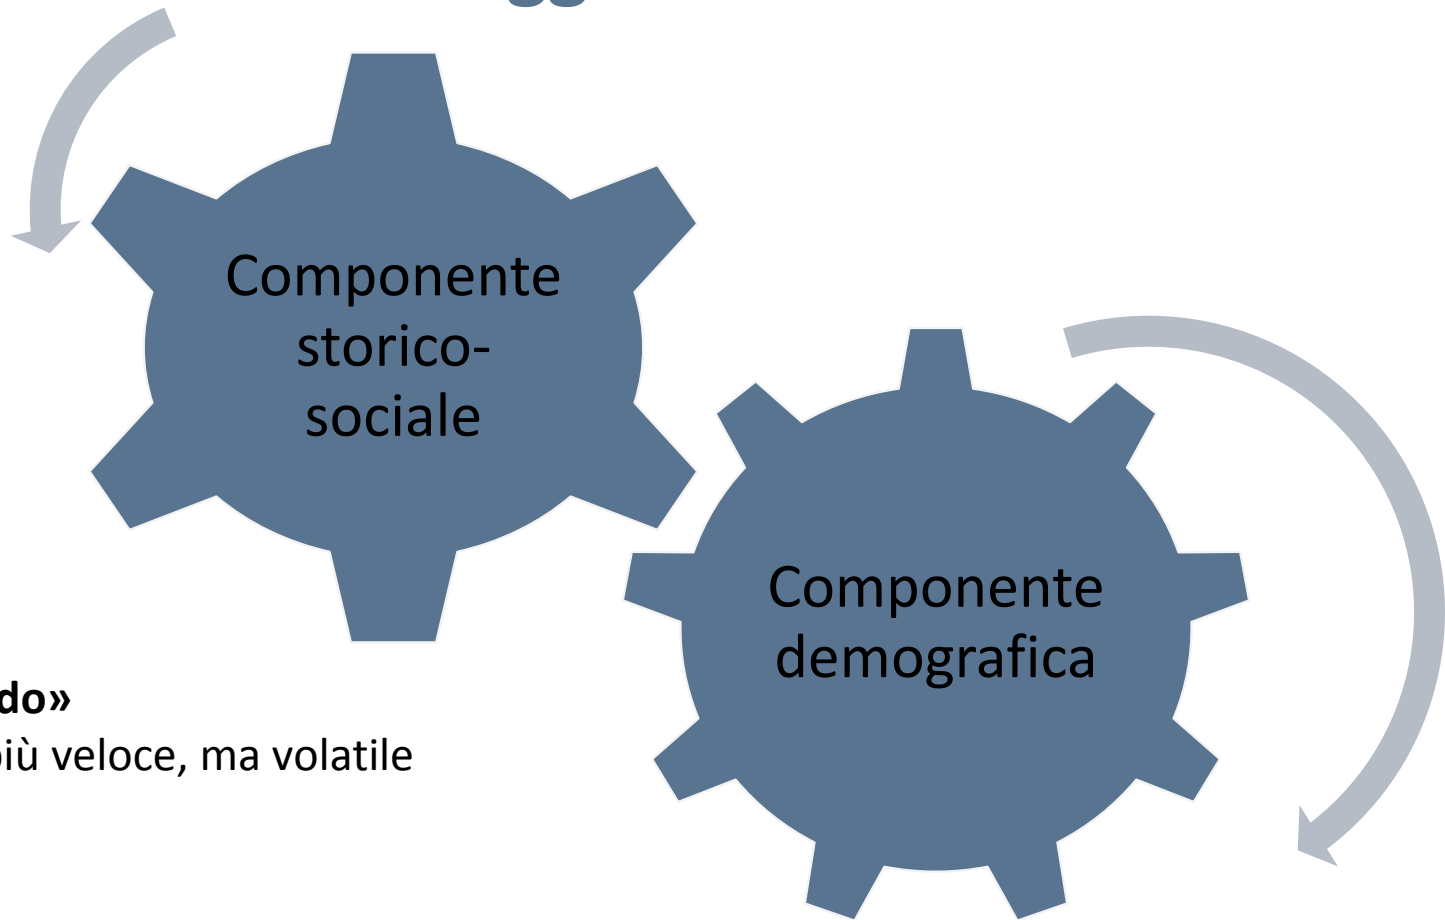 Componente
storico-
sociale
Componente
demografica
do»
più veloce, ma volatile